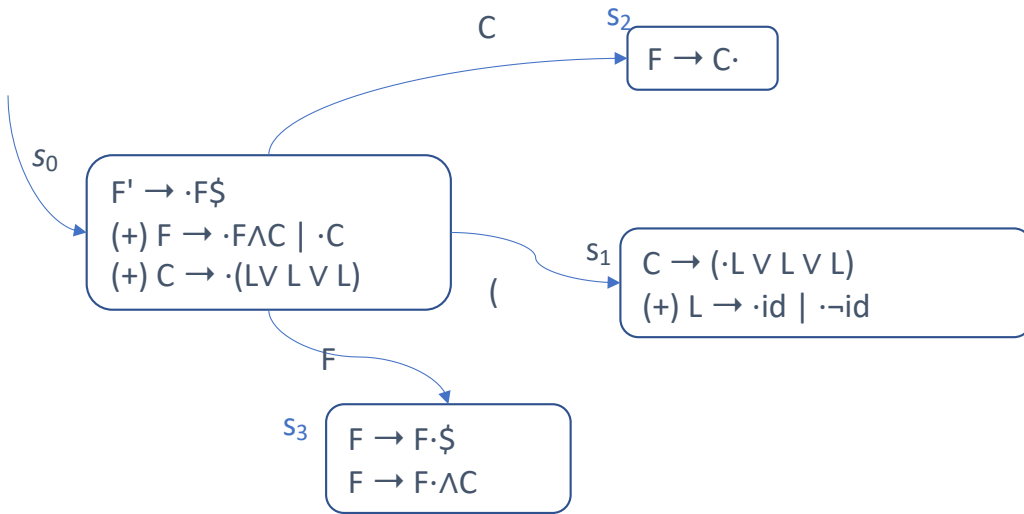 C
s₂
F → C·
s₀
F' → ·F$
(+) F → ·F∧C | ·C
(+) C → ·(L∨ L ∨ L)
s₁
C → (·L ∨ L ∨ L)
(+) L → ·id | ·¬id
(
F
s₃
F → F·$
F → F·∧C